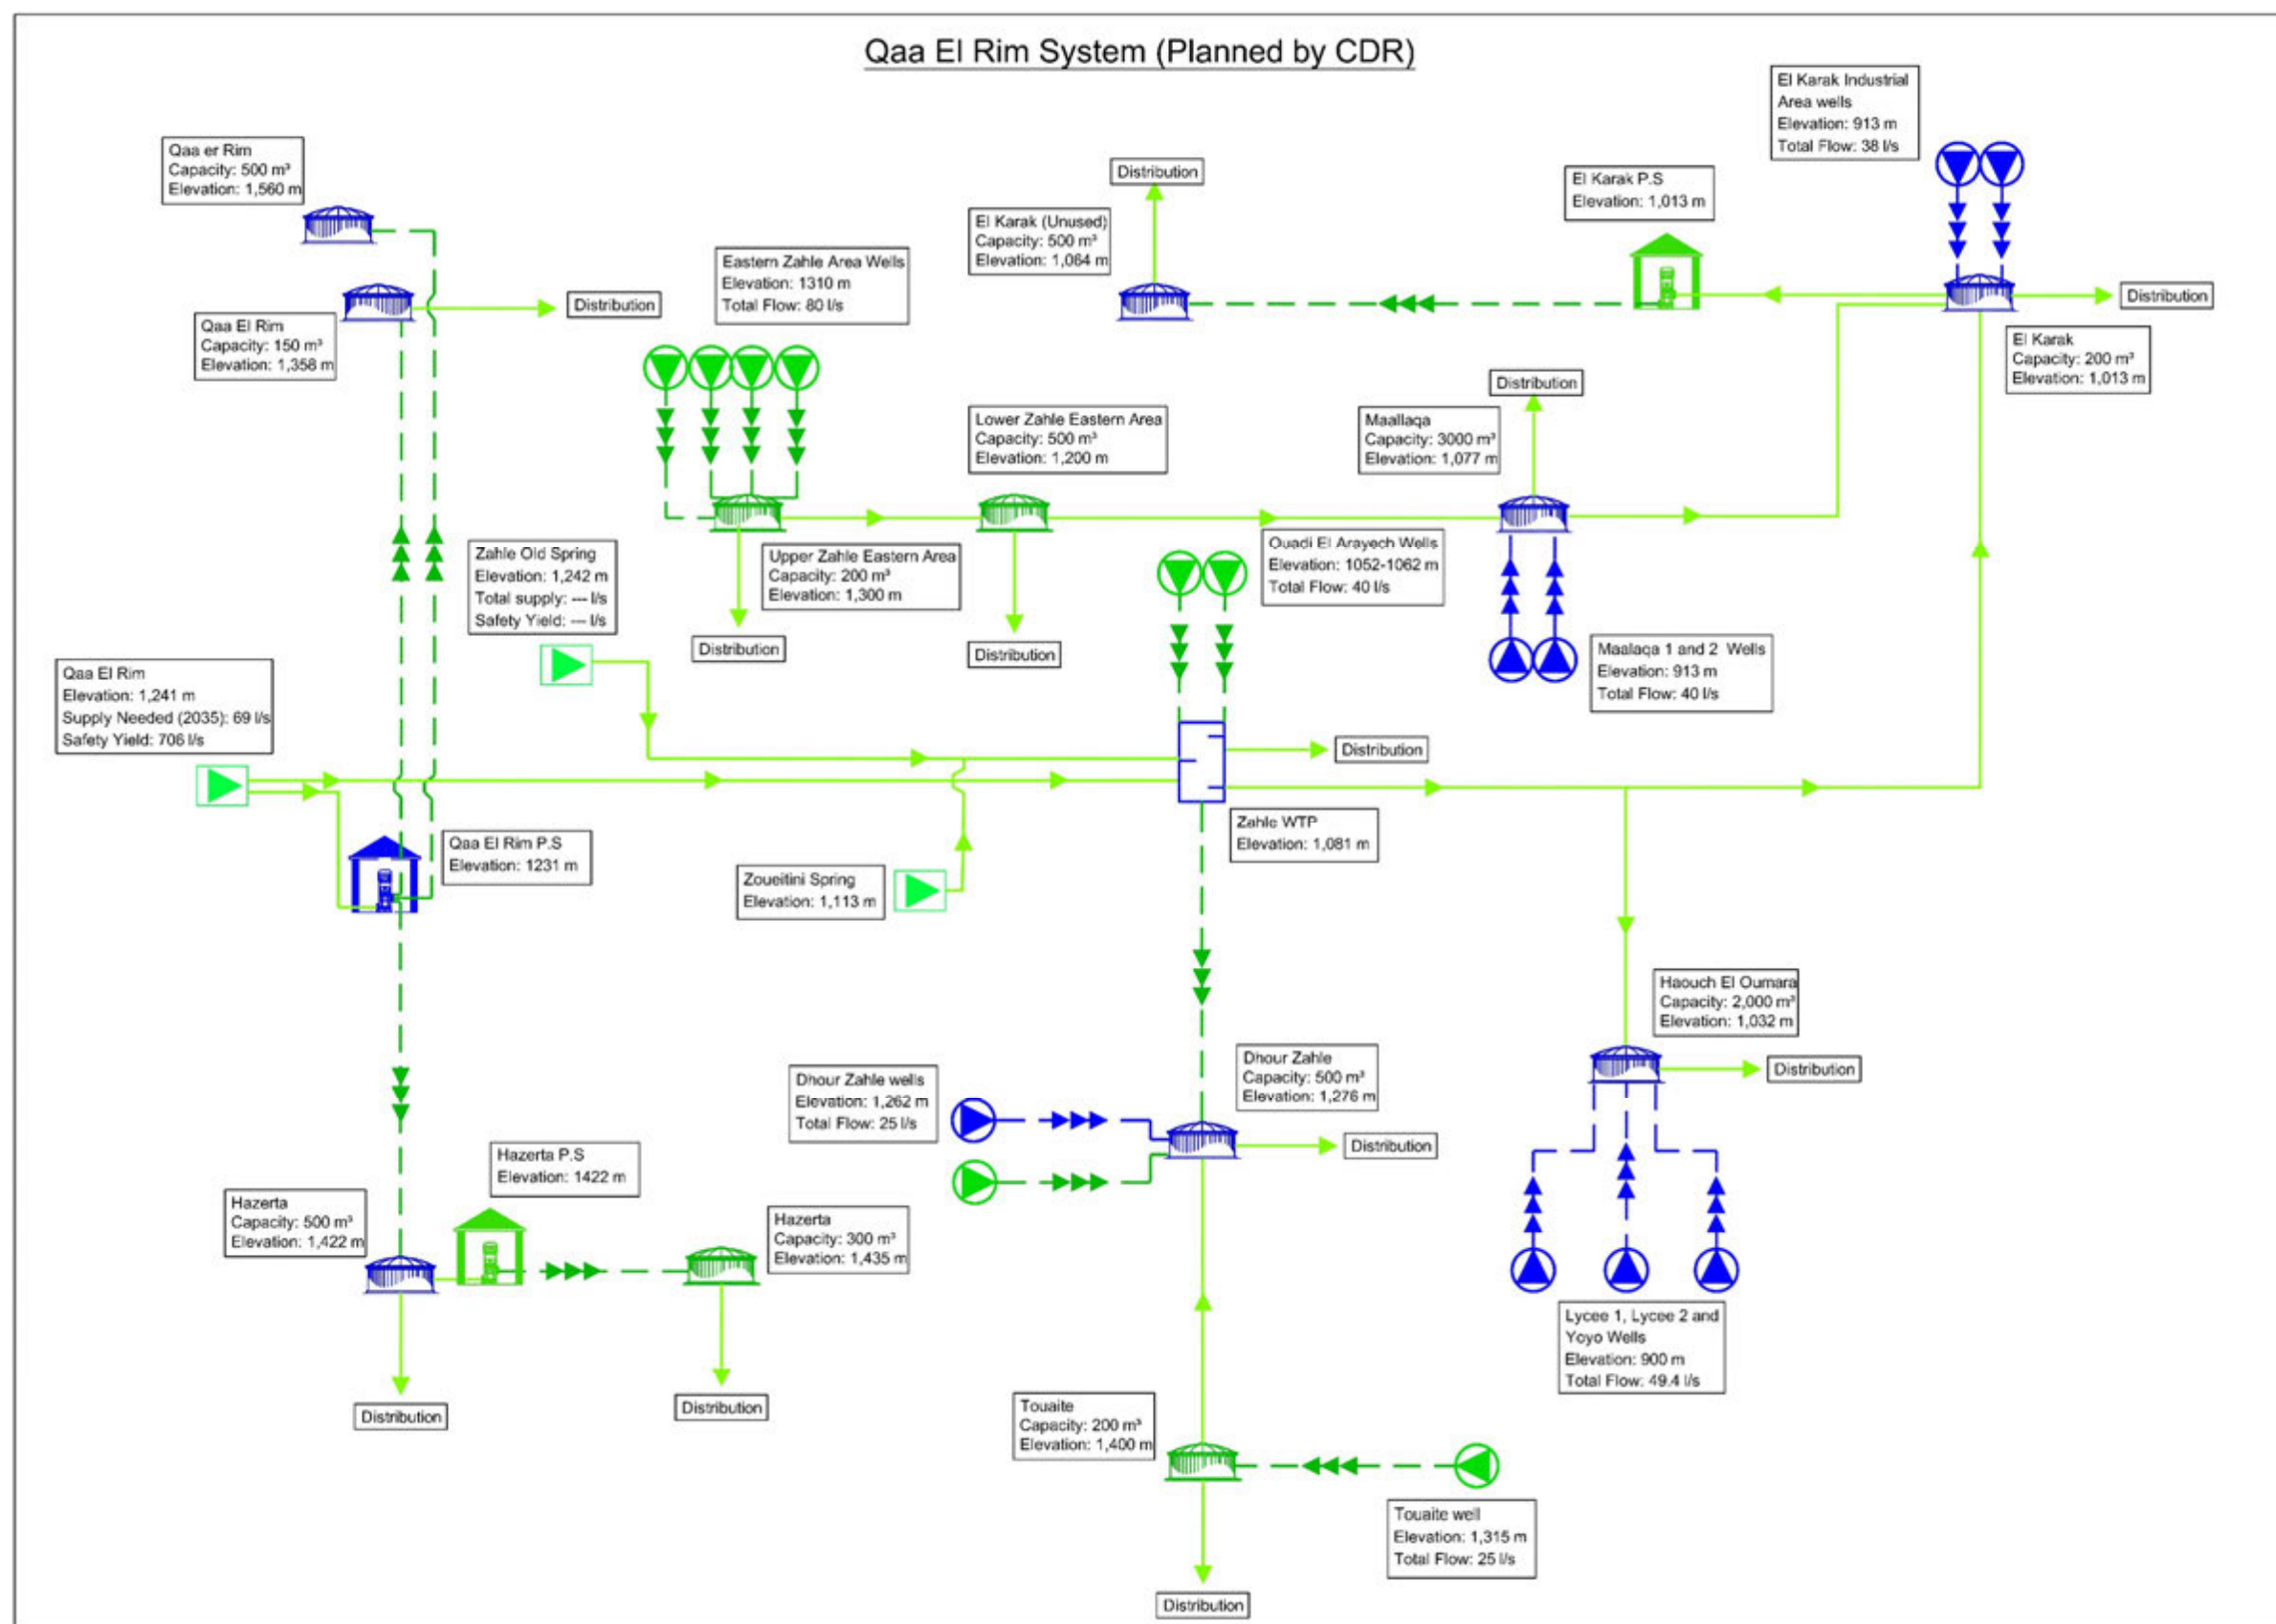 Qaa El Rim System (Planned by CDR)
El Karak Industrial
Area wells
Elevation: 913 m
Total Flow: 38 l/s
Qaa er Rim
Capacity: 500 m³
Elevation: 1,560 m
Distribution
El Karak P.S
Elevation: 1,013 m
El Karak (Unused)
Capacity: 500 m³
Elevation: 1,064 m
Eastern Zahle Area Wells
Elevation: 1310 m
Total Flow: 80 l/s
Distribution
Distribution
Qaa El Rim
Capacity: 150 m³
Elevation: 1,358 m
El Karak
Capacity: 200 m³
Elevation: 1,013 m
Distribution
Lower Zahle Eastern Area
Capacity: 500 m³
Elevation: 1,200 m
Maallaqa
Capacity: 3000 m³
Elevation: 1,077 m
Zahle Old Spring
Elevation: 1,242 m
Total supply: --- l/s
Safety Yield: --- l/s
Upper Zahle Eastern Area
Capacity: 200 m³
Elevation: 1,300 m
Ouadi El Arayech Wells
Elevation: 1052-1062 m
Total Flow: 40 l/s
Distribution
Distribution
Maalaqa 1 and 2 Wells
Elevation: 913 m
Total Flow: 40 l/s
Qaa El Rim
Elevation: 1,241 m
Supply Needed (2035): 69 l/s
Safety Yield: 706 l/s
Distribution
Zahle WTP
Elevation: 1,081 m
Qaa El Rim P.S
Elevation: 1231 m
Zoueitini Spring
Elevation: 1,113 m
Haouch El Oumara
Capacity: 2,000 m³
Elevation: 1,032 m
Distribution
Dhour Zahle wells
Elevation: 1,262 m
Total Flow: 25 l/s
Dhour Zahle
Capacity: 500 m³
Elevation: 1,276 m
Distribution
Hazerta P.S
Elevation: 1422 m
Hazerta
Capacity: 500 m³
Elevation: 1,422 m
Hazerta
Capacity: 300 m³
Elevation: 1,435 m
Lycee 1, Lycee 2 and
Yoyo Wells
Elevation: 900 m
Total Flow: 49.4 l/s
Distribution
Distribution
Touaite
Capacity: 200 m³
Elevation: 1,400 m
Touaite well
Elevation: 1,315 m
Total Flow: 25 l/s
Distribution